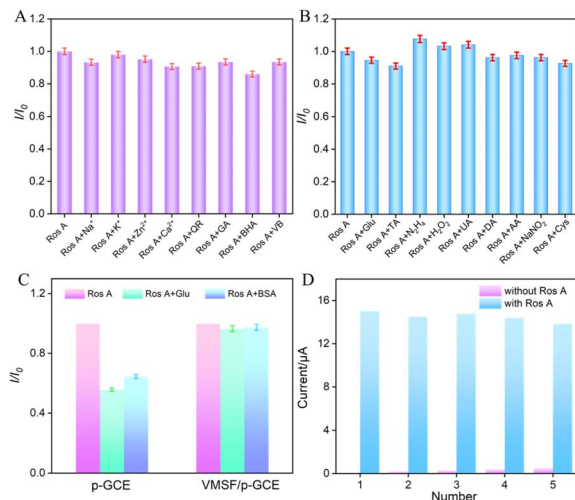 A
I/I0
1.2
1.0
0.8
0.6
0.4
0.2
0.0
Ros A
Ros A+Na+
Ros A+K+
Ros A+Zn2+
Ros A+Ca2+
Ros A+QR
Ros A+GA
Ros A+BHA
Ros A+VB
B
I/I0
1.2
1.0
0.8
0.6
0.4
0.2
0.0
Ros A
Ros A+Glu
Ros A+TA
Ros A+N2H4
Ros A+H2O2
Ros A+UA
Ros A+DA
Ros A+AA
Ros A+NaNO2
Ros A+Cys
C
Ros A Ros A+Glu Ros A+BSA
I/I0
1.2
0.8
0.4
0.0
p-GCE VMSF/p-GCE
D
without Ros A
with Ros A
Current/μA
16
12
8
4
0
1 2 3 4 5
Number